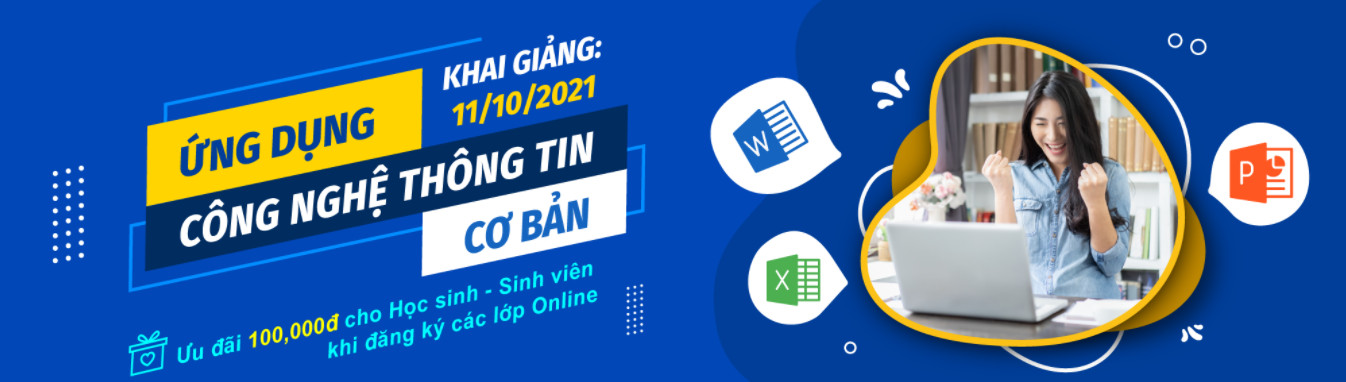 KHAI GIẢNG:
11/10/2021
ỨNG DỤNG
CÔNG NGHỆ THÔNG TIN
CƠ BẢN
Ưu đãi 100,000đ cho Học sinh - Sinh viên
khi đăng ký các lớp Online
W
X
P